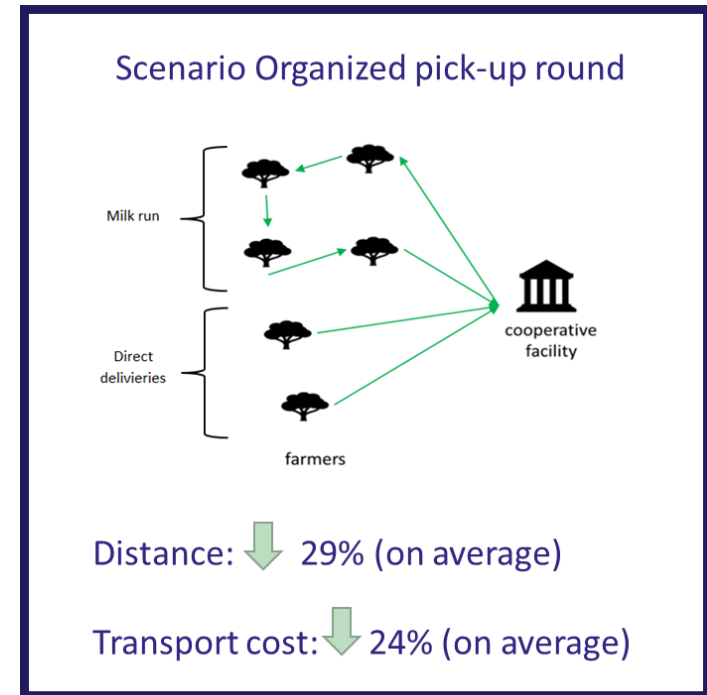 Scenario Organized pick-up round
Milk run
Direct
delivieries
cooperative
facility
farmers
Distance: 29% (on average)
Transport cost: 24% (on average)